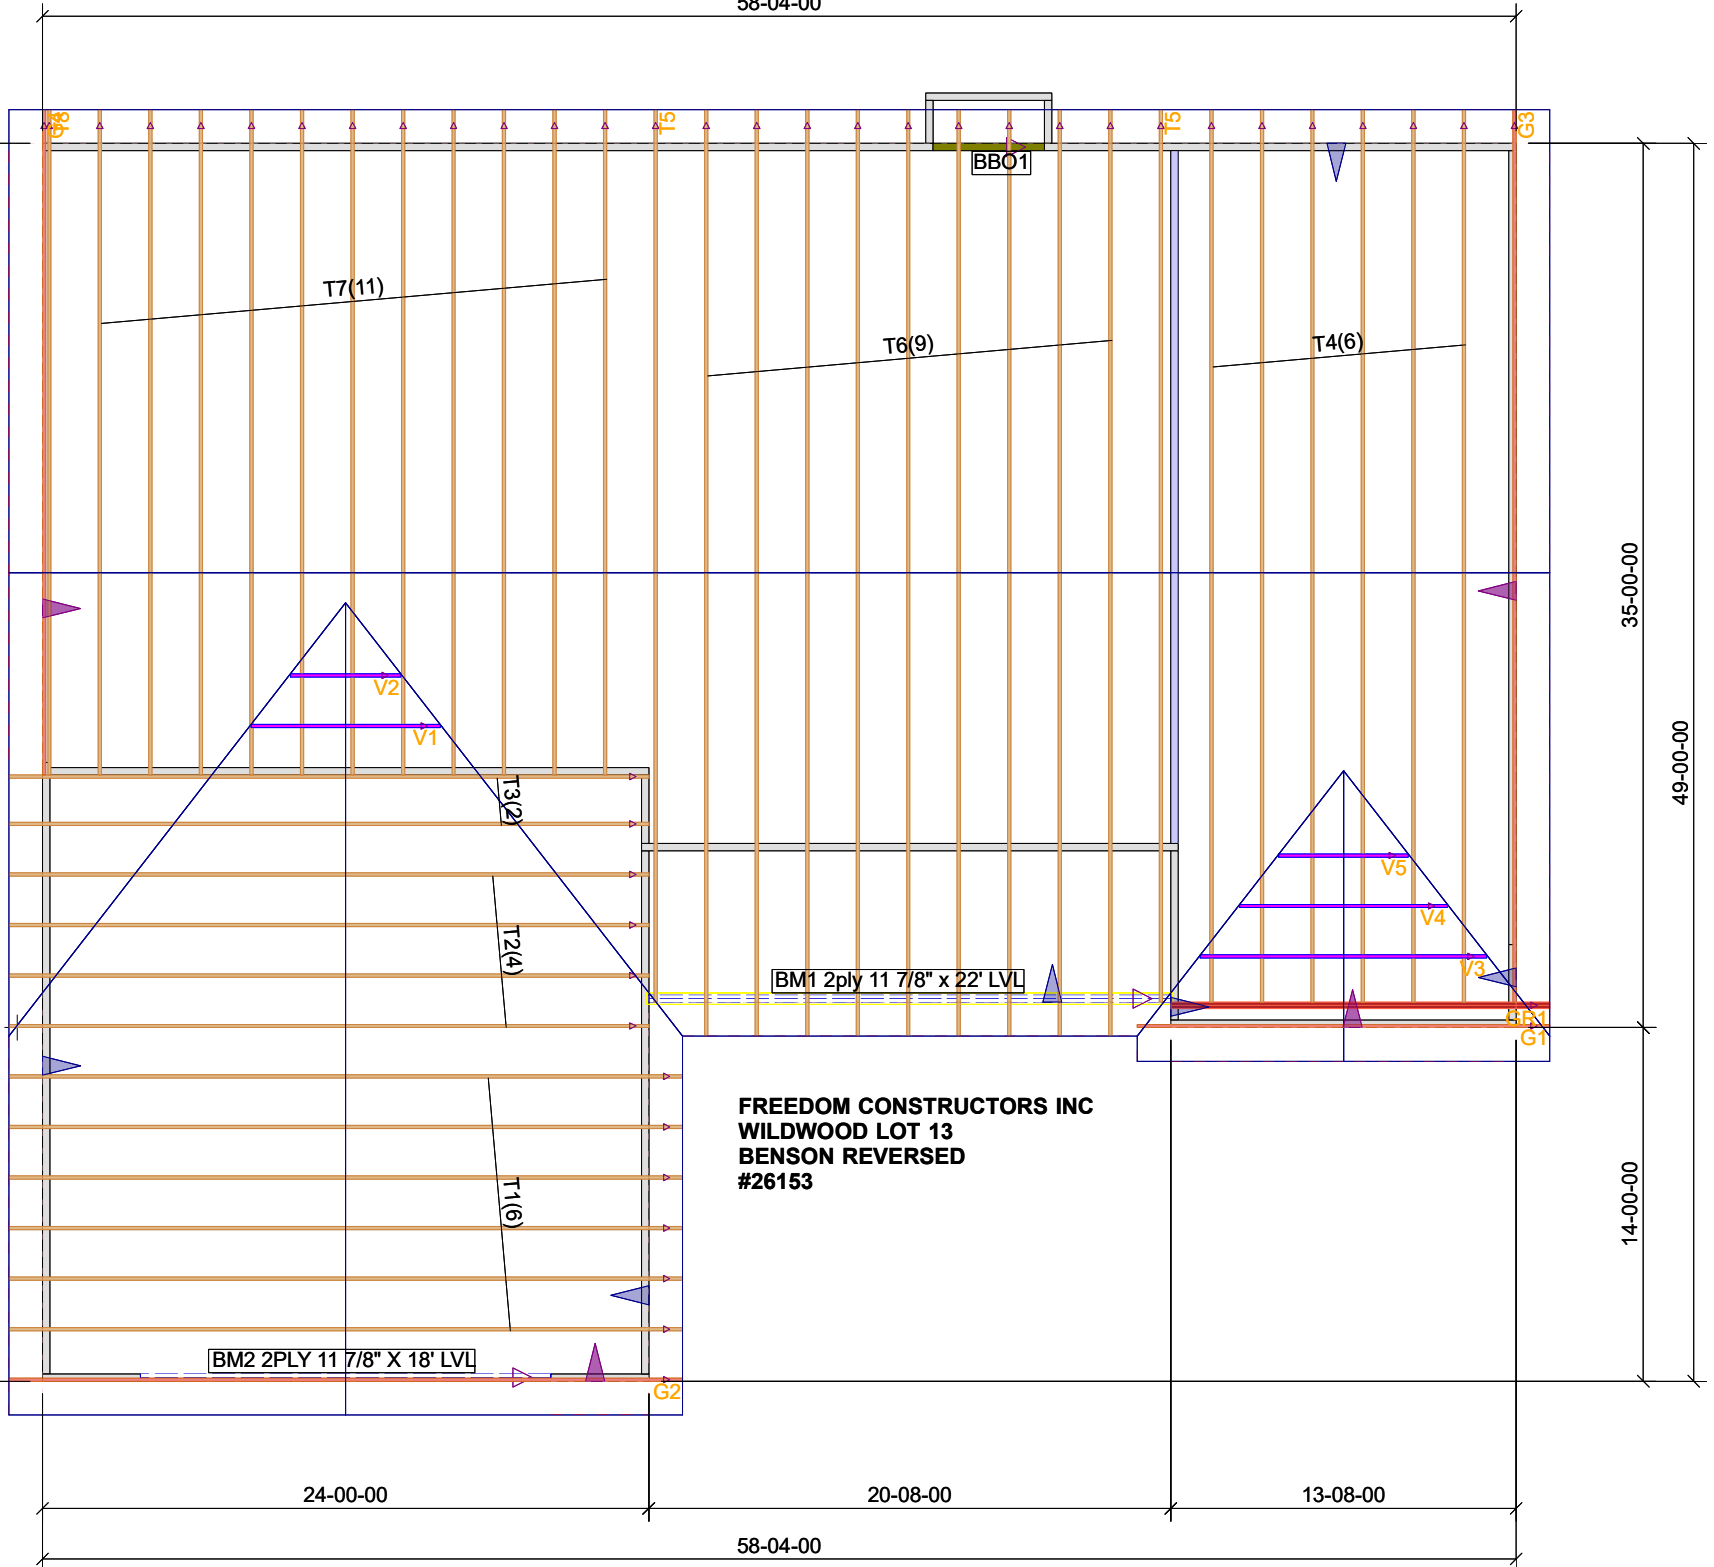 58-04-00
T8
T5
T5
G3
BBO1
T7(11)
T6(9)
T4(6)
35-00-00
V2
V1
49-00-00
T3(2)
V5
V4
T2(4)
V3
BM1 2ply 11 7/8" x 22' LVL
GR1
G1
FREEDOM CONSTRUCTORS INC
WILDWOOD LOT 13
BENSON REVERSED
#26153
T1(6)
14-00-00
BM2 2PLY 11 7/8" X 18' LVL
G2
24-00-00
20-08-00
13-08-00
58-04-00